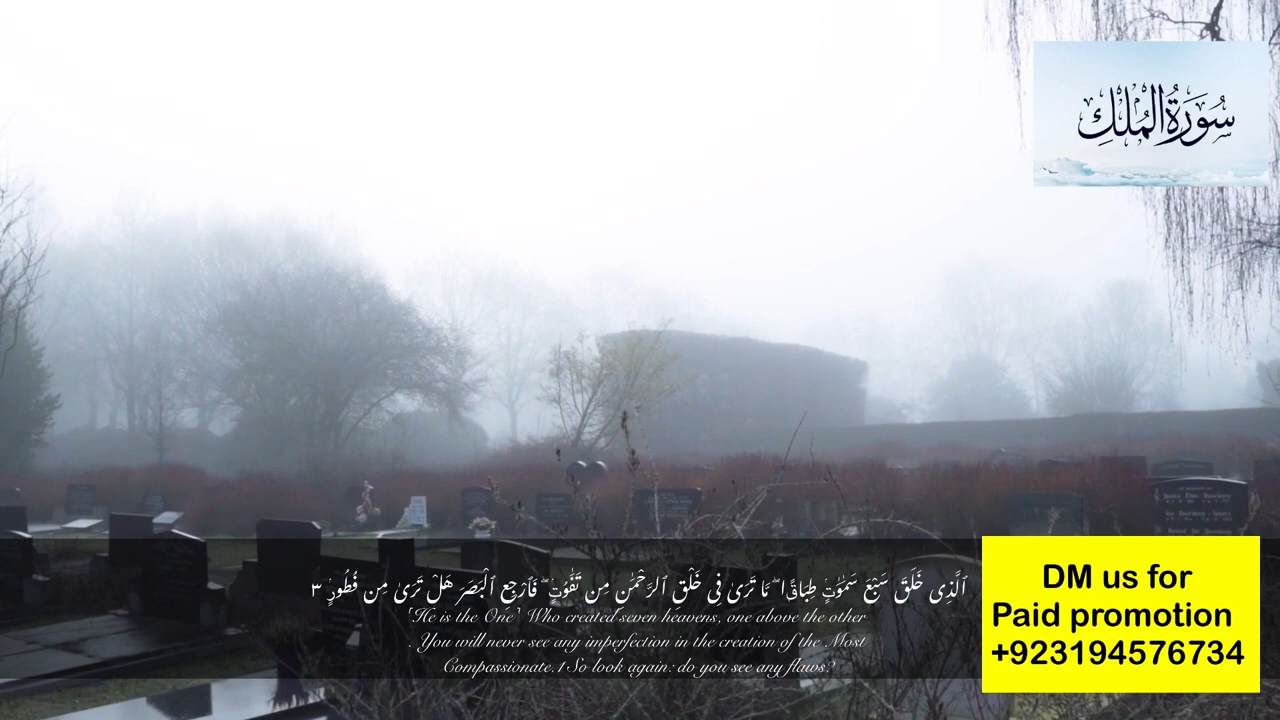 سُورَةُ الْمُلْكِ
ٱلَّذِى خَلَقَ سَبْعَ سَمَٰوَٰتٍۢ طِبَاقًۭا ۖ مَّا تَرَىٰ فِى خَلْقِ ٱلرَّحْمَٰنِ مِن تَفَٰوُتٍۢ ۖ فَٱرْجِعِ ٱلْبَصَرَ هَلْ تَرَىٰ مِن فُطُورٍۢ ٣
'He is the One' Who created seven heavens, one above the other
. You will never see any imperfection in the creation of the Most
Compassionate.1 So look again: do you see any flaws?
DM us for
Paid promotion
+923194576734